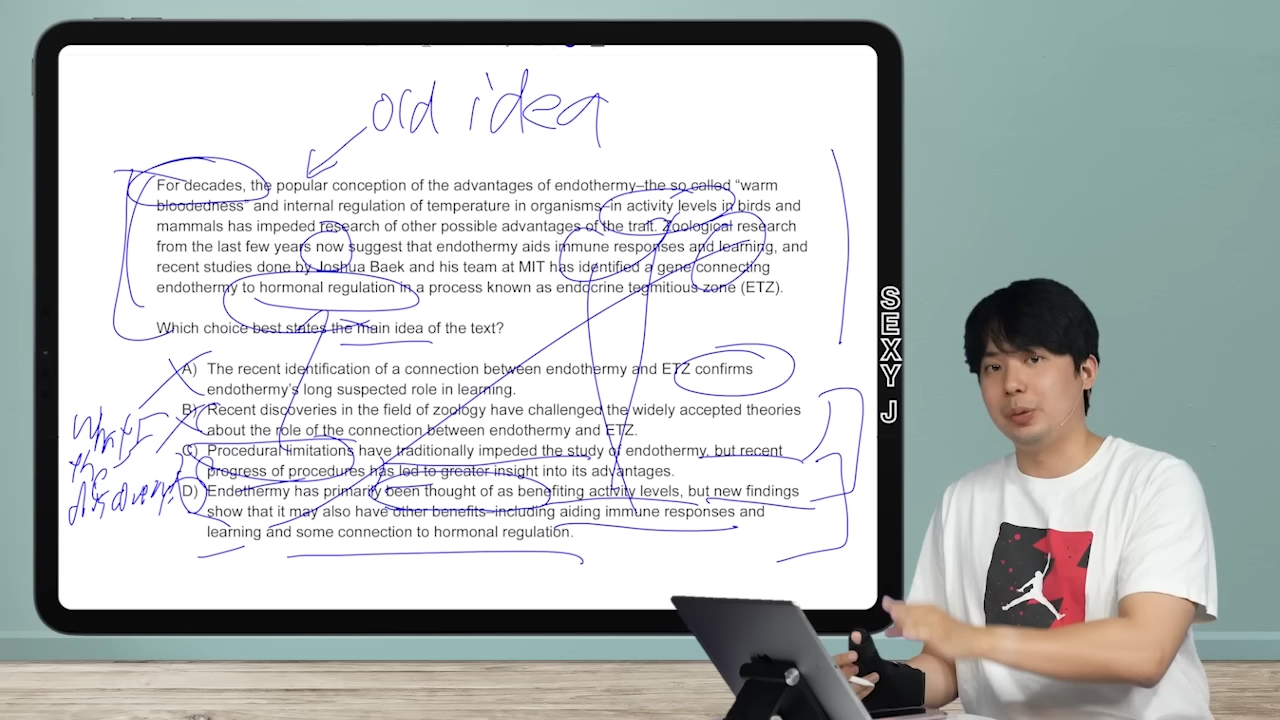 old idea
For decades, the popular conception of the advantages of endothermy–the so called “warm
bloodedness” and internal regulation of temperature in organisms–in activity levels in birds and
mammals has impeded research of other possible advantages of the trait. Zoological research
from the last few years now suggest that endothermy aids immune responses and learning, and
recent studies done by Joshua Baek and his team at MIT has identified a gene connecting
endothermy to hormonal regulation in a process known as endocrine tegmitious zone (ETZ).
Which choice best states the main idea of the text?
A) The recent identification of a connection between endothermy and ETZ confirms
endothermy’s long suspected role in learning.
B) Recent discoveries in the field of zoology have challenged the widely accepted theories
about the role of the connection between endothermy and ETZ.
C) Procedural limitations have traditionally impeded the study of endothermy, but recent
progress of procedures has led to greater insight into its advantages.
D) Endothermy has primarily been thought of as benefiting activity levels, but new findings
show that it may also have other benefits–including aiding immune responses and
learning and some connection to hormonal regulation.
SEXY J